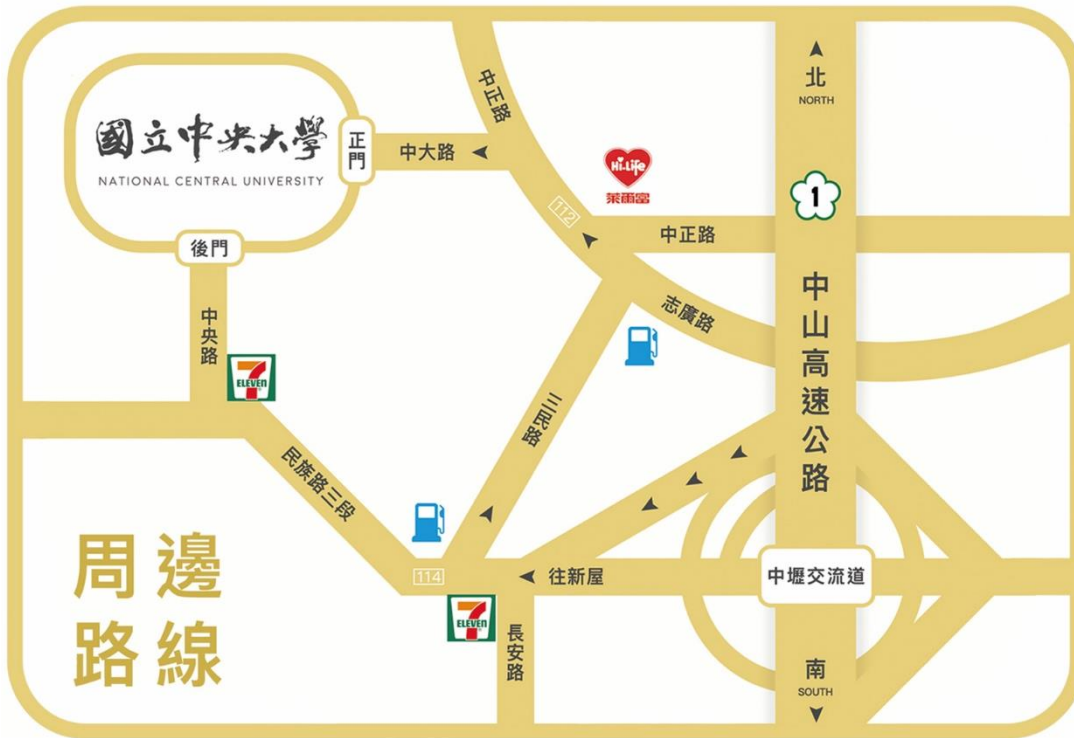 國立中央大學
NATIONAL CENTRAL UNIVERSITY
正門
後門
中大路
中正路
112
Hi-Life
萊爾富
北
NORTH
1
中正路
志廣路
中山高速公路
中央路
7
ELEVEN
三民路
民族路三段
114
往新屋
中壢交流道
7
ELEVEN
長安路
南
SOUTH
周邊
路線